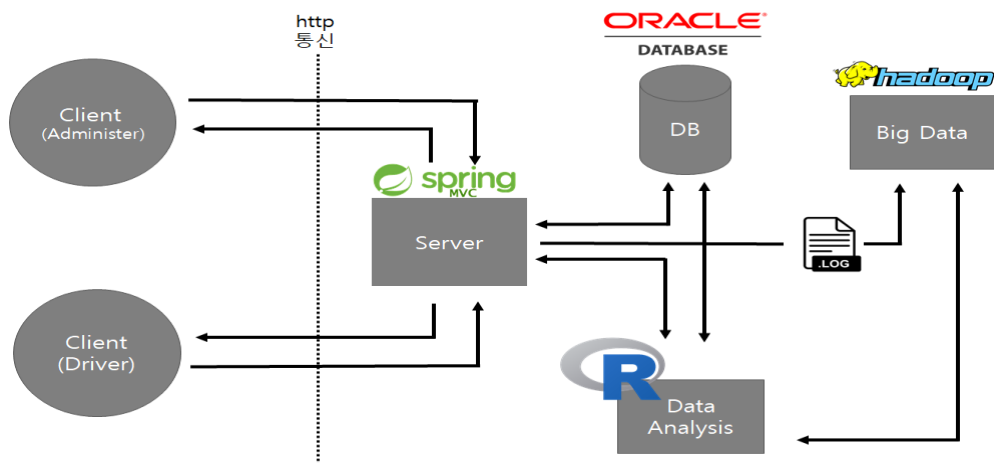 http
통신
ORACLE
DATABASE
hadoop
Client
(Administer)
DB
Big Data
spring
MVC
Server
.LOG
Client
(Driver)
R
Data
Analysis